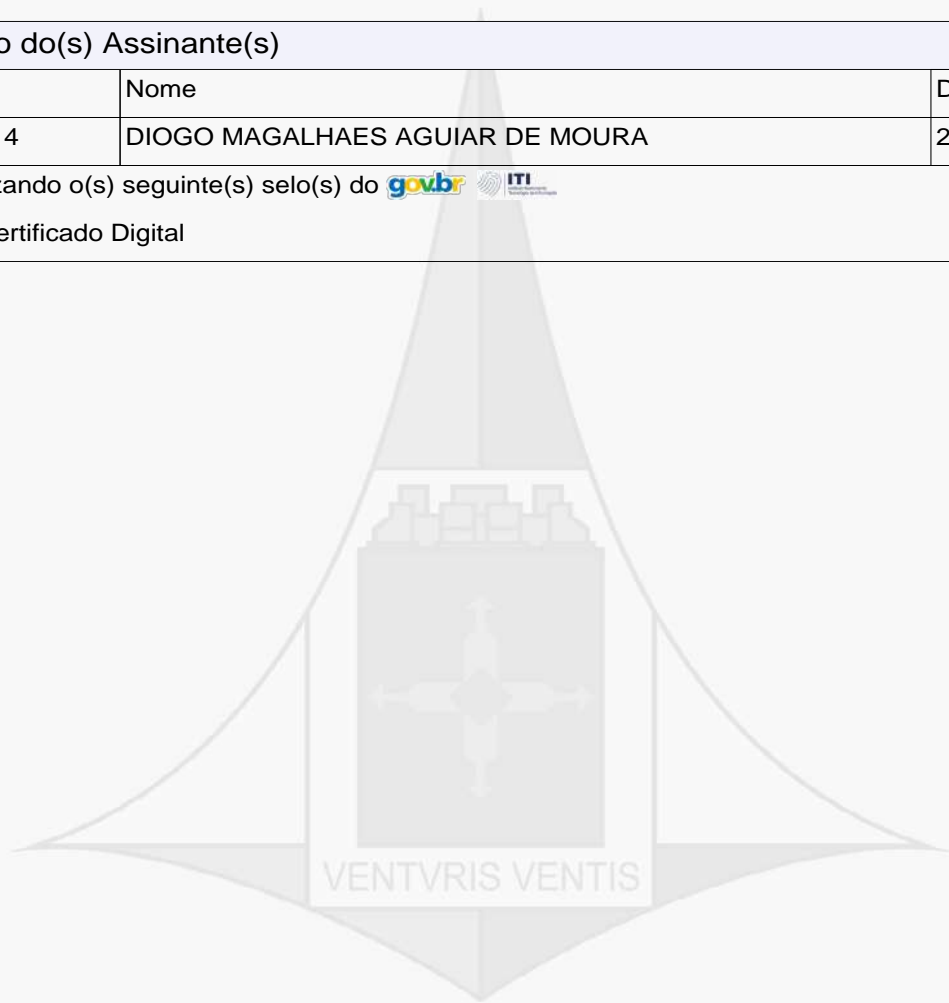 o do(s) Assinante(s)
Nome D
4 DIOGO MAGALHAES AGUIAR DE MOURA 2
zando o(s) seguinte(s) selo(s) do gov.br ITI
ertificado Digital
VENTVRIS VENTIS